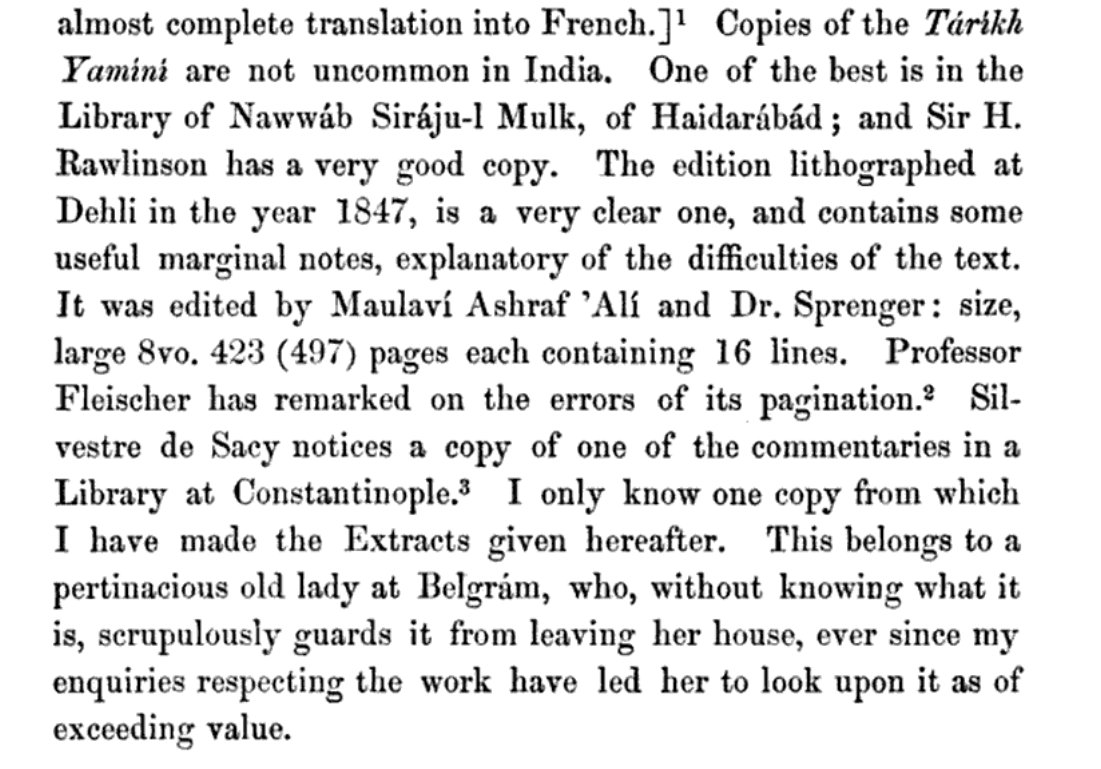 almost complete translation into French.]¹ Copies of the Táríkh
Yamíní are not uncommon in India. One of the best is in the
Library of Nawwáb Siráju-l Mulk, of Haidarábád; and Sir H.
Rawlinson has a very good copy. The edition lithographed at
Dehli in the year 1847, is a very clear one, and contains some
useful marginal notes, explanatory of the difficulties of the text.
It was edited by Maulaví Ashraf 'Alí and Dr. Sprenger: size,
large 8vo. 423 (497) pages each containing 16 lines. Professor
Fleischer has remarked on the errors of its pagination.² Sil-
vestre de Sacy notices a copy of one of the commentaries in a
Library at Constantinople.³ I only know one copy from which
I have made the Extracts given hereafter. This belongs to a
pertinacious old lady at Belgrám, who, without knowing what it
is, scrupulously guards it from leaving her house, ever since my
enquiries respecting the work have led her to look upon it as of
exceeding value.